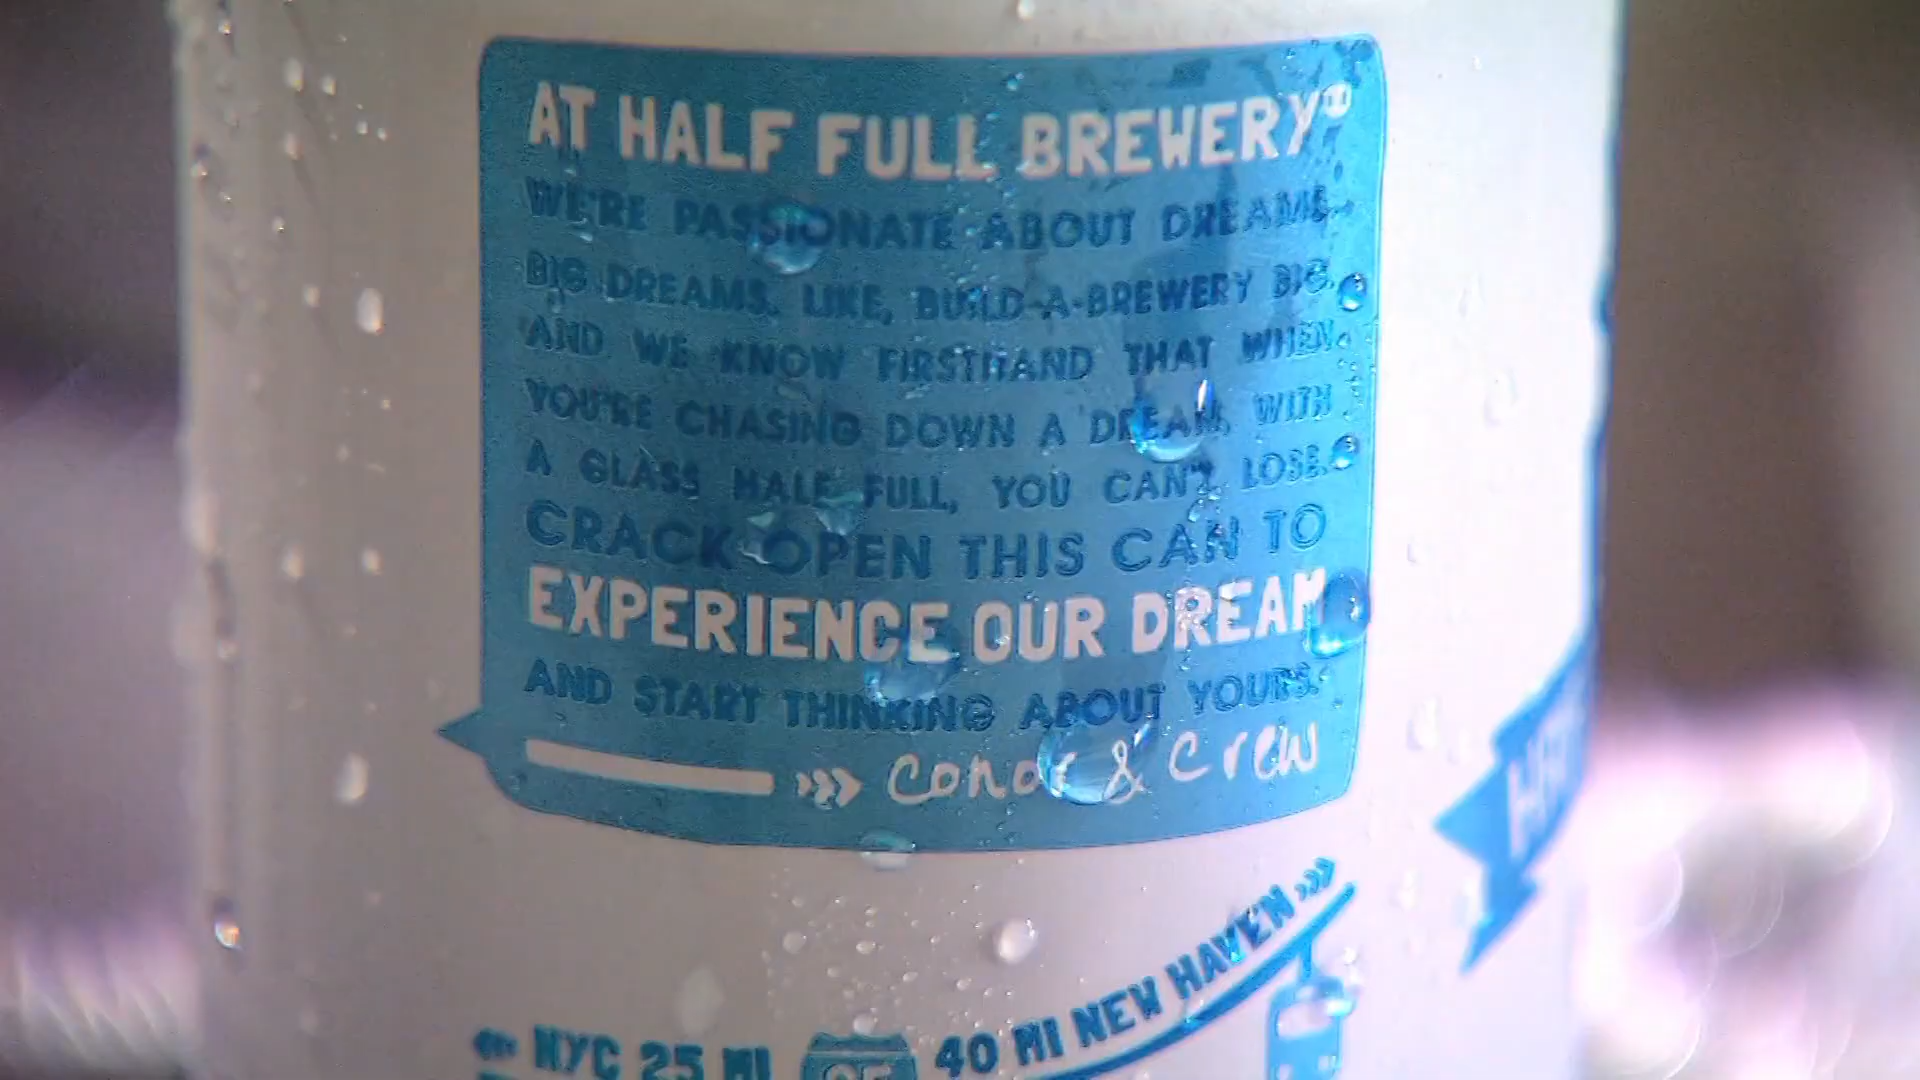 AT HALF FULL BREWERY®
WE'RE PASSIONATE ABOUT DREAMS.
BIG DREAMS. LIKE, BUILD-A-BREWERY BIG.
AND WE KNOW FIRSTHAND THAT WHEN
YOU'RE CHASING DOWN A DREAM, WITH
A GLASS HALF FULL, YOU CAN'T LOSE.
CRACK OPEN THIS CAN TO
EXPERIENCE OUR DREAM
AND START THINKING ABOUT YOURS.
Conor & Crew
NYC 25 MI
95
40 MI NEW HAVEN